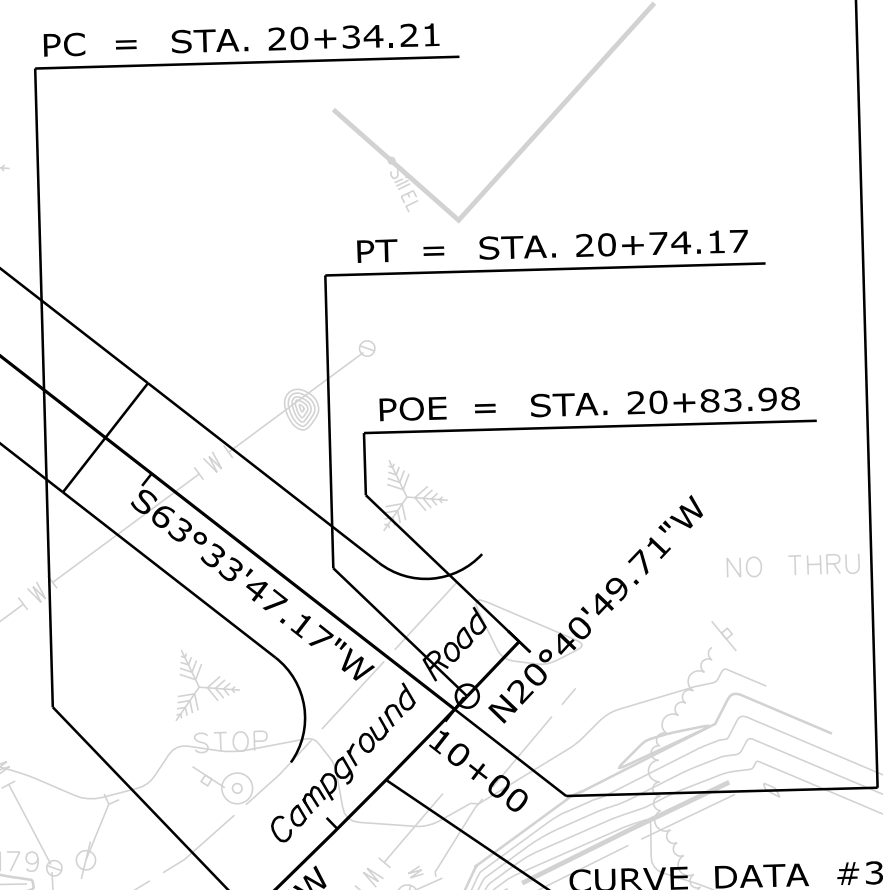 PC = STA. 20+34.21
PT = STA. 20+74.17
POE = STA. 20+83.98
W
S63°33'47.17"W
N20°40'49.71"W
NO THRU
W
Campground Road
STOP
10+00
179
W
W
CURVE DATA #3